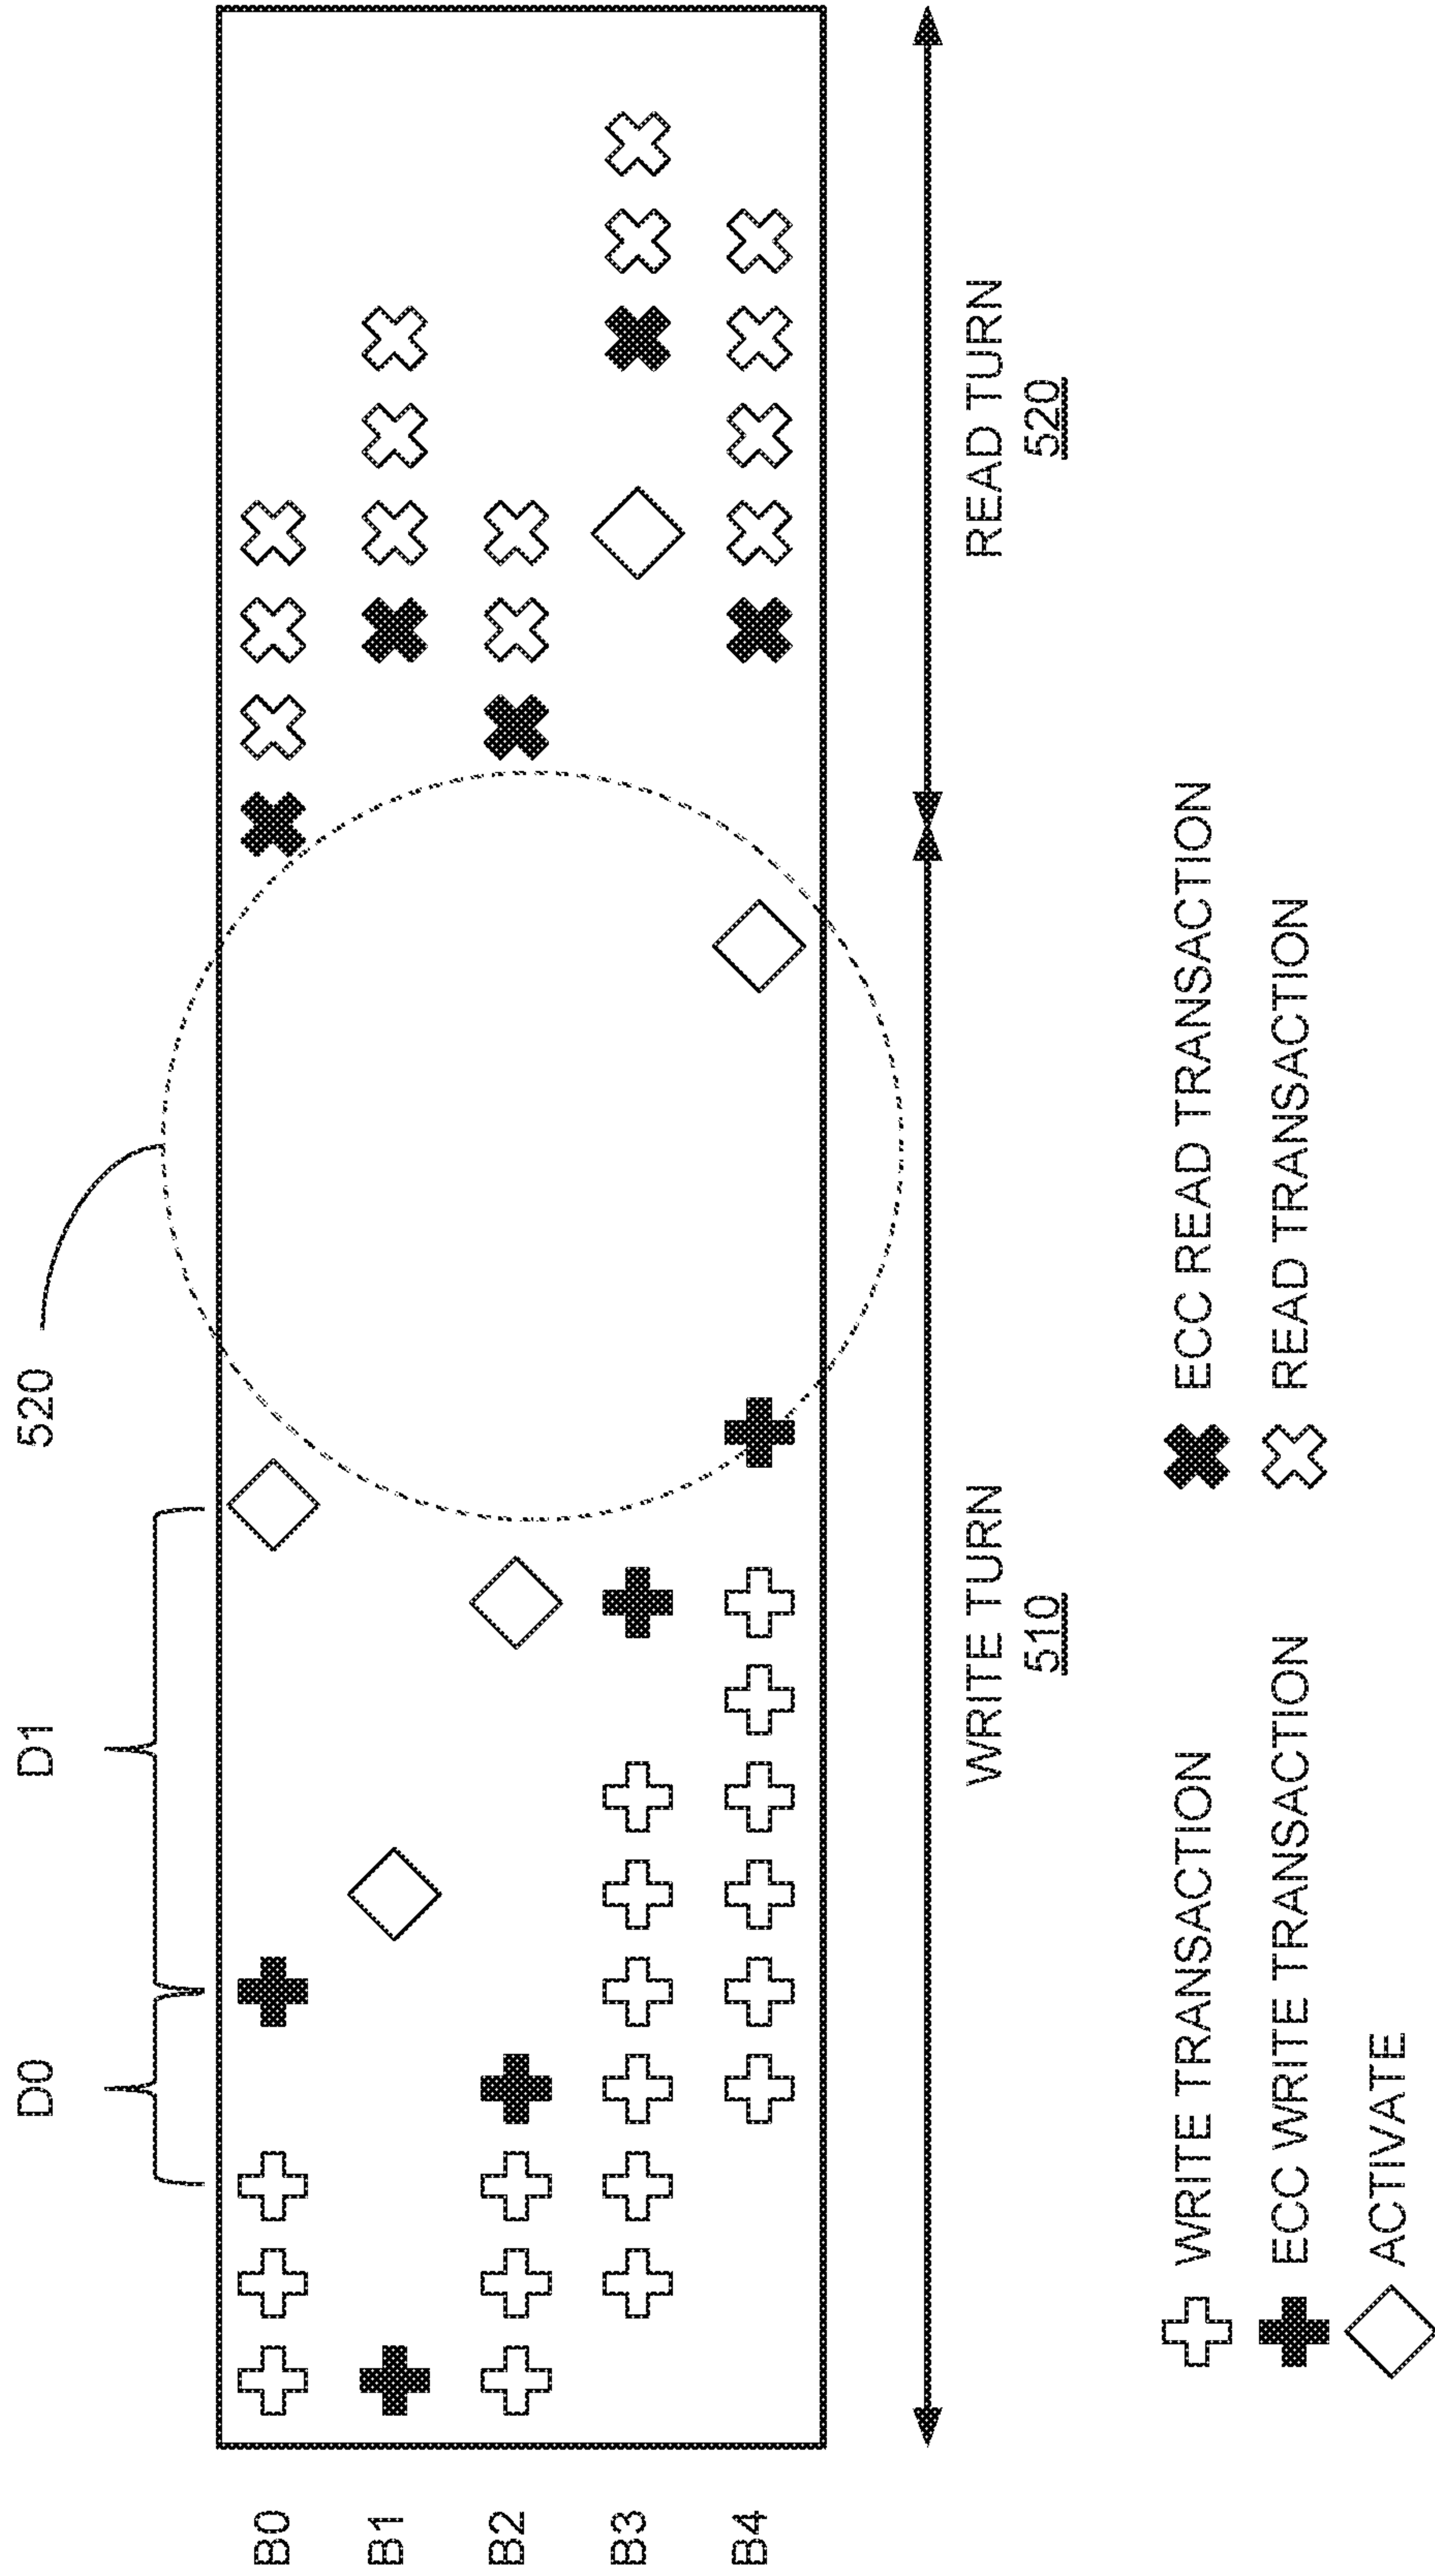 D0
D1
520
B0
B1
B2
B3
B4
WRITE TURN
510
READ TURN
520
WRITE TRANSACTION
ECC WRITE TRANSACTION
ACTIVATE
ECC READ TRANSACTION
READ TRANSACTION